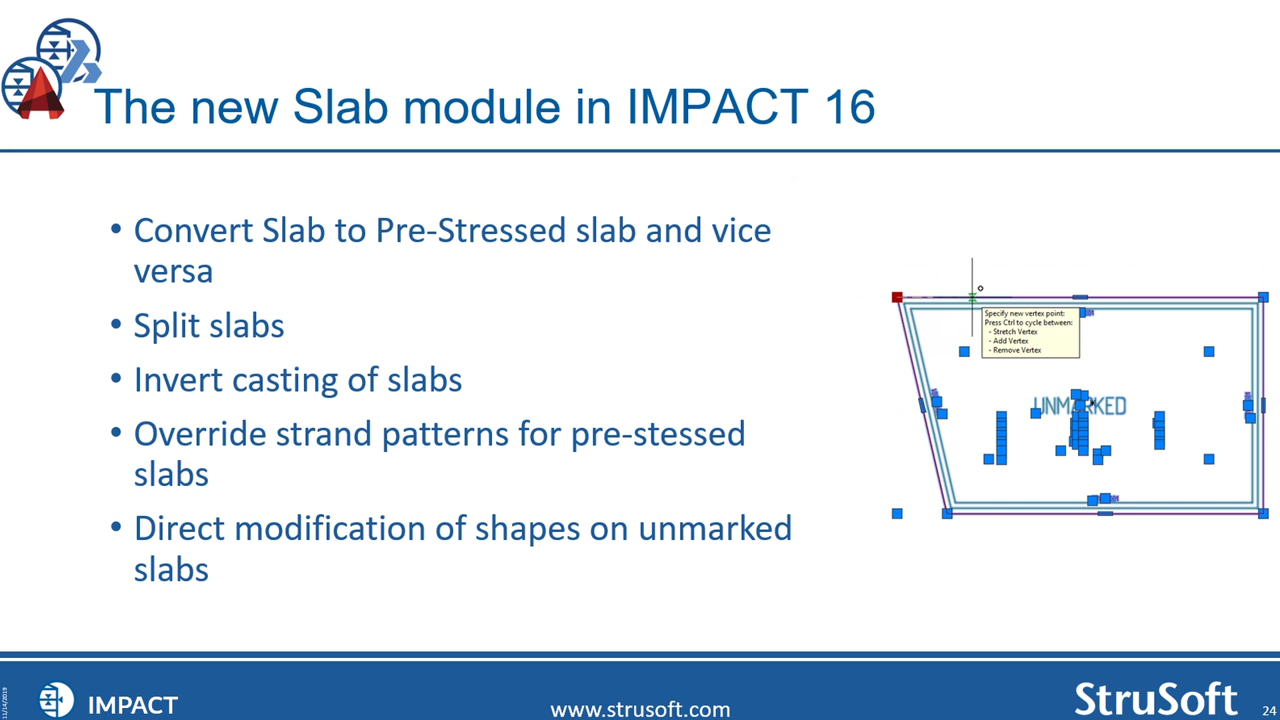 The new Slab module in IMPACT 16
• Convert Slab to Pre-Stressed slab and vice
versa
• Split slabs
• Invert casting of slabs
• Override strand patterns for pre-stessed
slabs
• Direct modification of shapes on unmarked
slabs
Specify new vertex point:
Press Ctrl to cycle between:
- Stretch Vertex
- Add Vertex
- Remove Vertex
UNMARKED
11/14/2019
IMPACT
www.strusoft.com
StruSoft
24